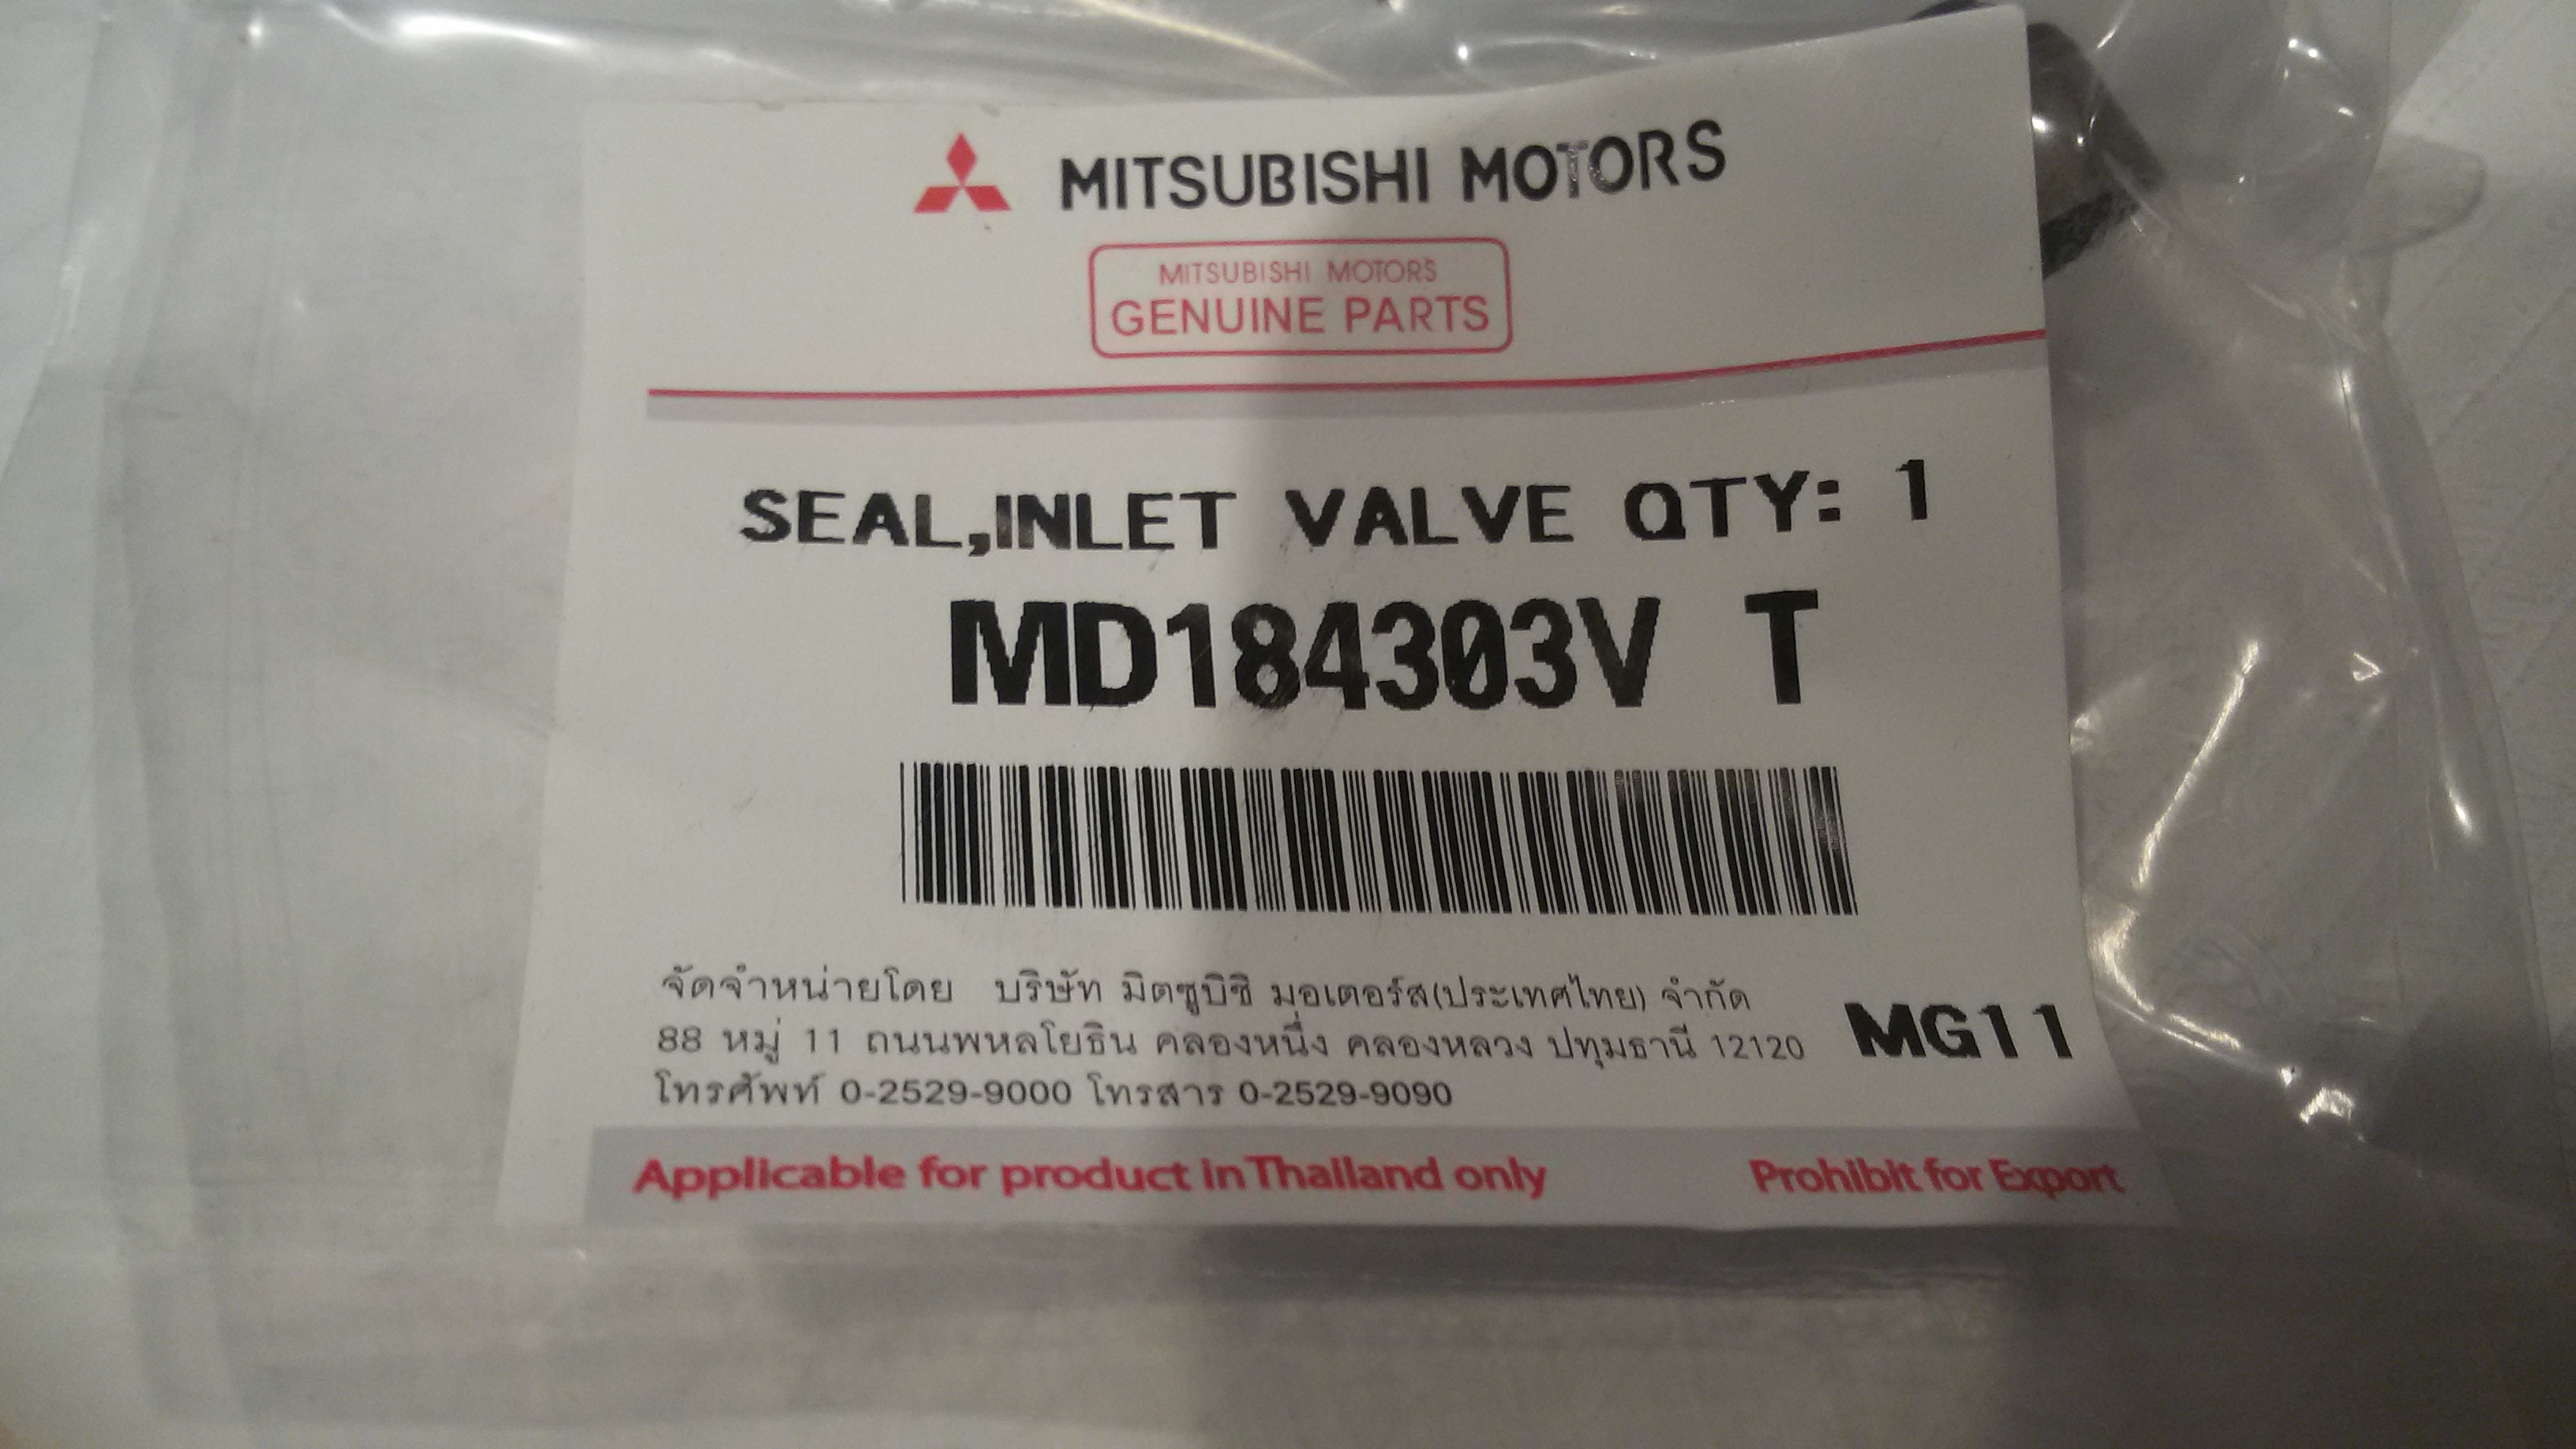 MITSUBISHI MOTORS
MITSUBISHI MOTORS
GENUINE PARTS
SEAL,INLET VALVE QTY: 1
MD184303V T
จัดจำหน่ายโดย บริษัท มิตซูบิชิ มอเตอร์ส(ประเทศไทย) จำกัด
88 หมู่ 11 ถนนพหลโยธิน คลองหนึ่ง คลองหลวง ปทุมธานี 12120 MG11
โทรศัพท์ 0-2529-9000 โทรสาร 0-2529-9090
Applicable for product in Thailand only Prohibit for Export